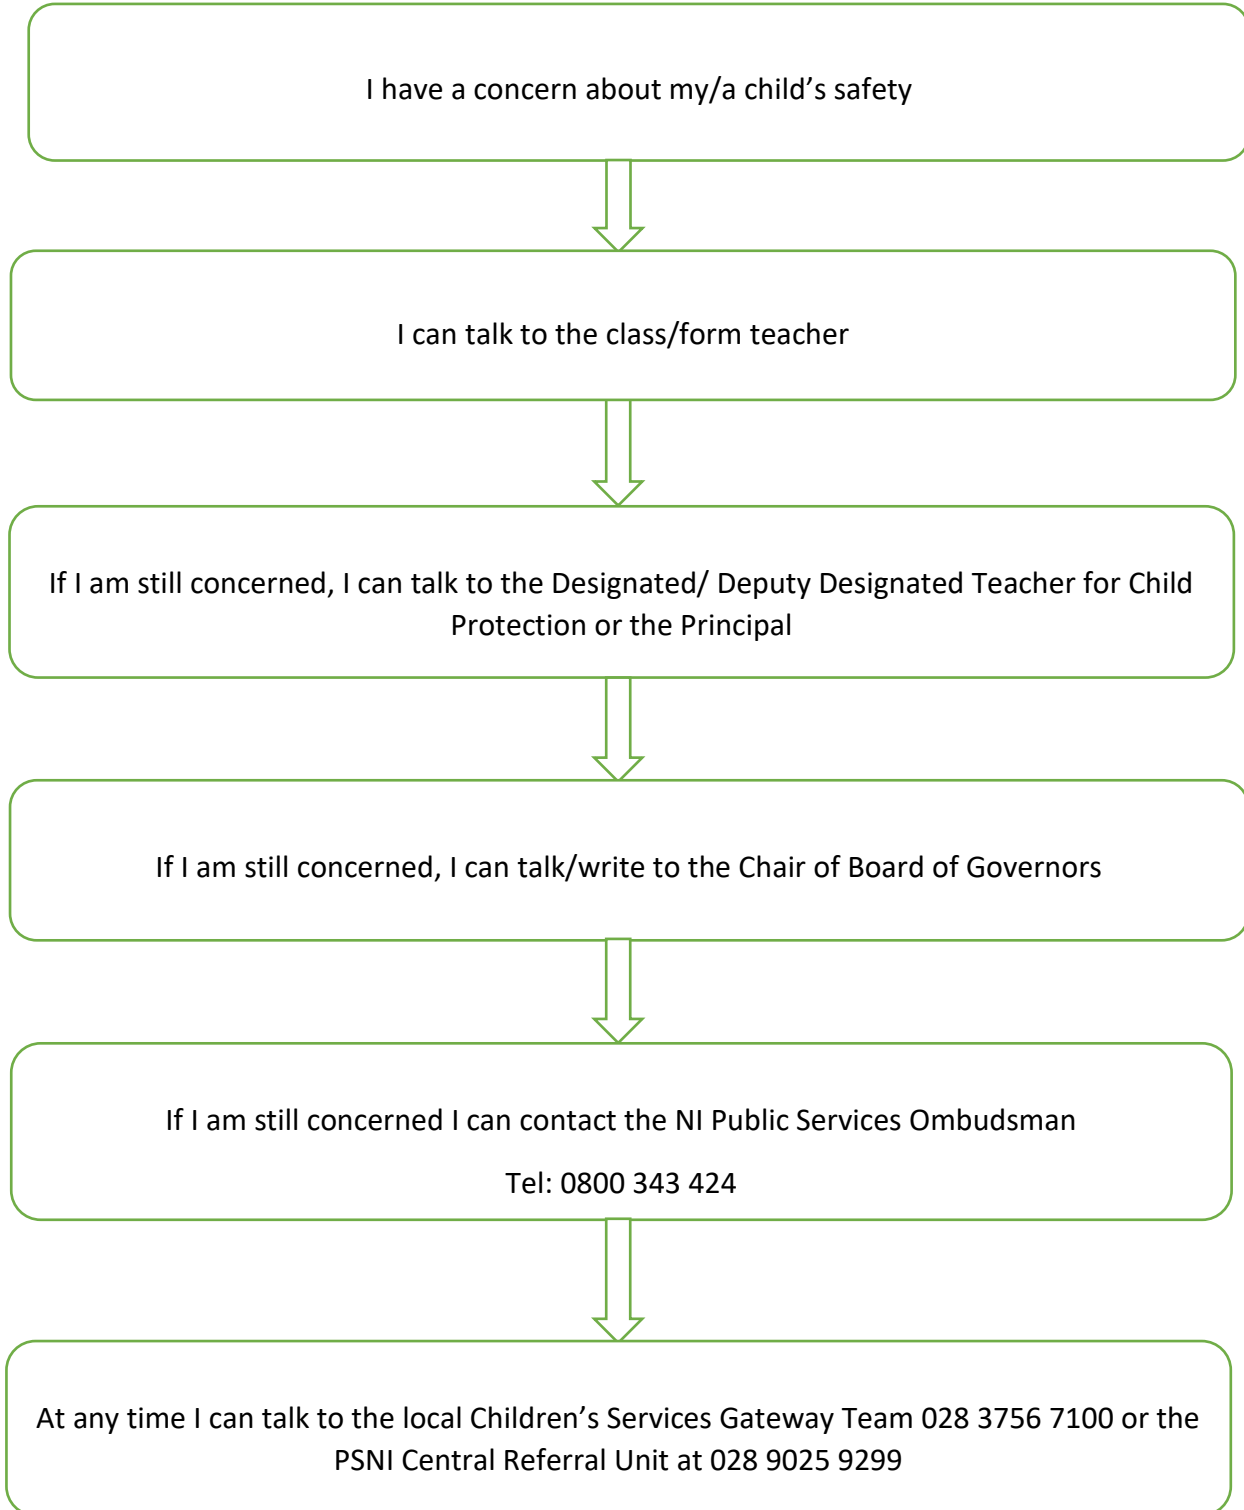 I have a concern about my/a child’s safety
I can talk to the class/form teacher
If I am still concerned, I can talk to the Designated/ Deputy Designated Teacher for Child
Protection or the Principal
If I am still concerned, I can talk/write to the Chair of Board of Governors
If I am still concerned I can contact the NI Public Services Ombudsman
Tel: 0800 343 424
At any time I can talk to the local Children’s Services Gateway Team 028 3756 7100 or the
PSNI Central Referral Unit at 028 9025 9299